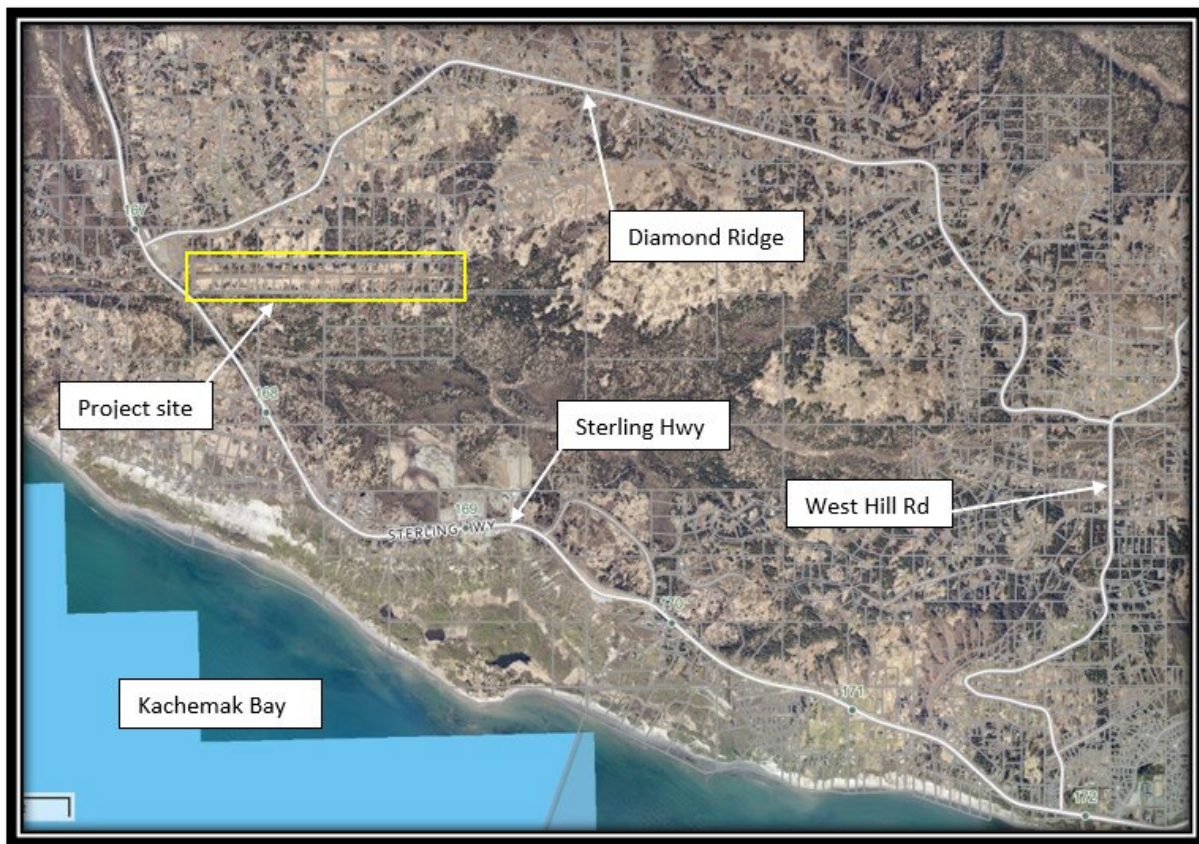 167
Diamond Ridge
Project site
168
Sterling Hwy
169
STERLING HWY
West Hill Rd
170
Kachemak Bay
171
172